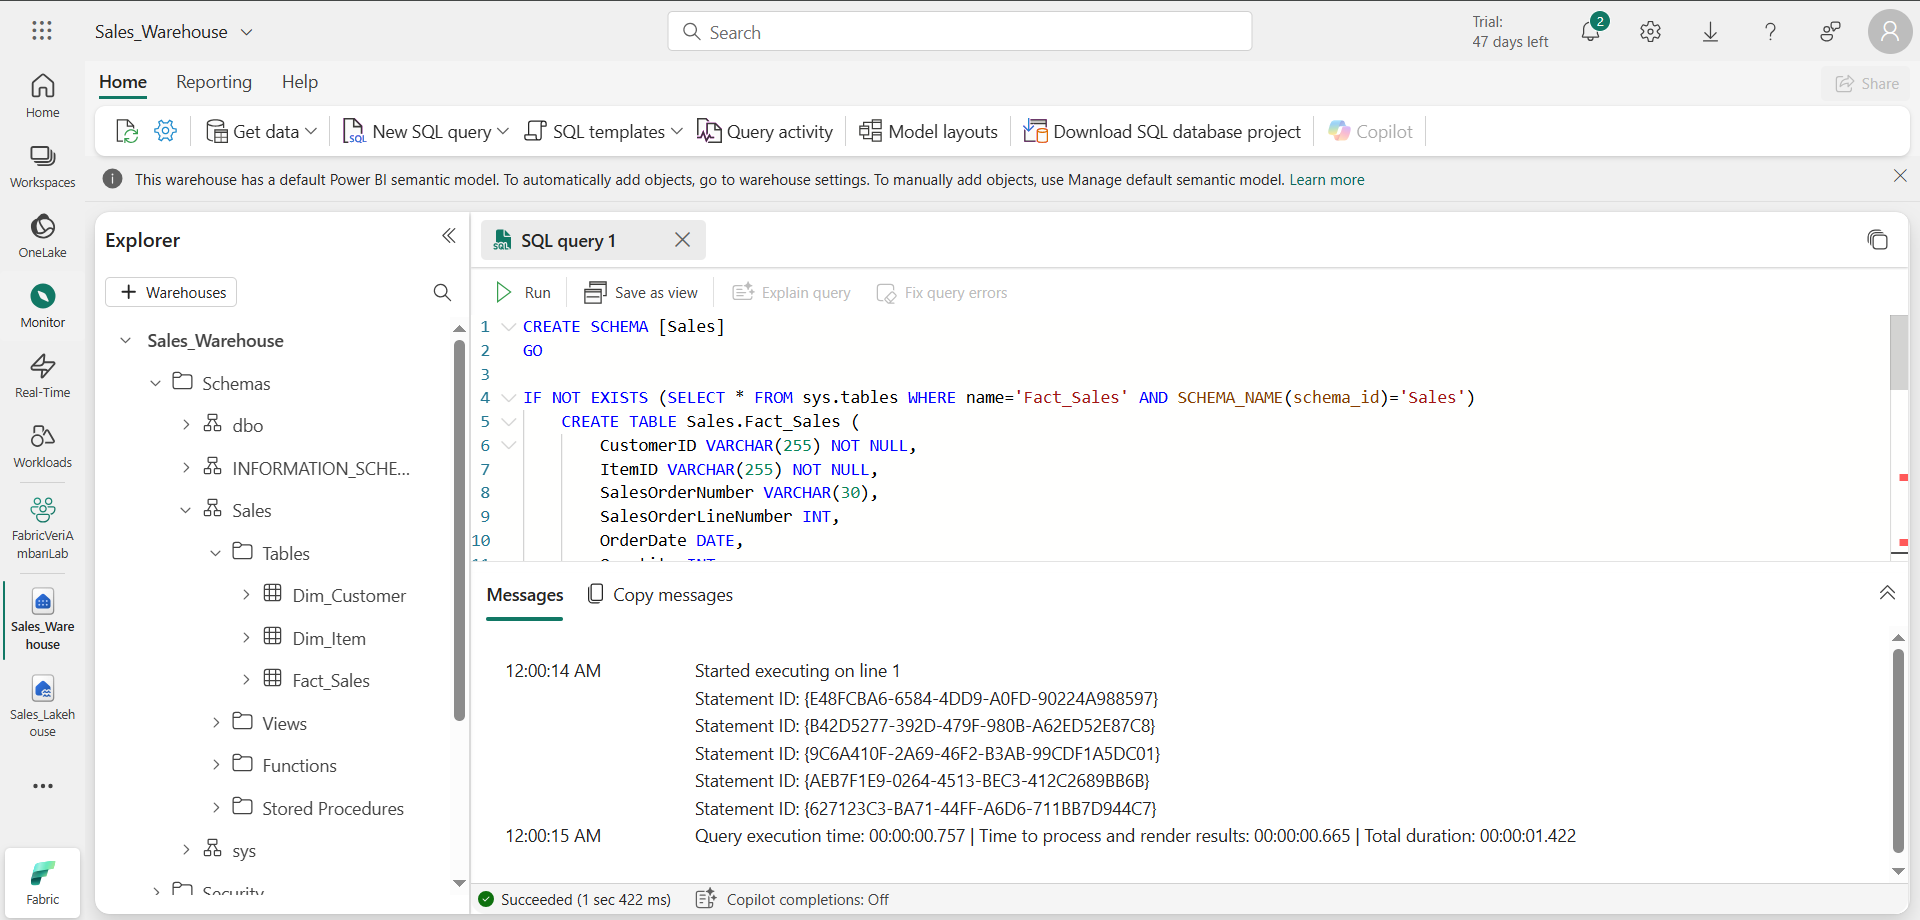 Sales_Warehouse
Search
Trial:
47 days left
2
Home
Reporting
Help
Share
Get data
New SQL query
SQL templates
Query activity
Model layouts
Download SQL database project
Copilot
This warehouse has a default Power BI semantic model. To automatically add objects, go to warehouse settings. To manually add objects, use Manage default semantic model. Learn more
Home
Workspaces
OneLake
Monitor
Real-Time
Workloads
FabricVeriA
mbarıLab
Sales_Ware
house
Sales_Lakeh
ouse
Fabric
Explorer
Warehouses
Sales_Warehouse
Schemas
dbo
INFORMATION_SCHE...
Sales
Tables
Dim_Customer
Dim_Item
Fact_Sales
Views
Functions
Stored Procedures
sys
Security
SQL query 1
Run
Save as view
Explain query
Fix query errors
1 CREATE SCHEMA [Sales]
2 GO
3
4 IF NOT EXISTS (SELECT * FROM sys.tables WHERE name='Fact_Sales' AND SCHEMA_NAME(schema_id)='Sales')
5 CREATE TABLE Sales.Fact_Sales (
6 CustomerID VARCHAR(255) NOT NULL,
7 ItemID VARCHAR(255) NOT NULL,
8 SalesOrderNumber VARCHAR(30),
9 SalesOrderLineNumber INT,
10 OrderDate DATE,
Messages
Copy messages
12:00:14 AM Started executing on line 1
Statement ID: {E48FCBA6-6584-4DD9-A0FD-90224A988597}
Statement ID: {B42D5277-392D-479F-980B-A62ED52E87C8}
Statement ID: {9C6A410F-2A69-46F2-B3AB-99CDF1A5DC01}
Statement ID: {AEB7F1E9-0264-4513-BEC3-412C2689BB6B}
Statement ID: {627123C3-BA71-44FF-A6D6-711BB7D944C7}
12:00:15 AM Query execution time: 00:00:00.757 | Time to process and render results: 00:00:00.665 | Total duration: 00:00:01.422
Succeeded (1 sec 422 ms)
Copilot completions: Off